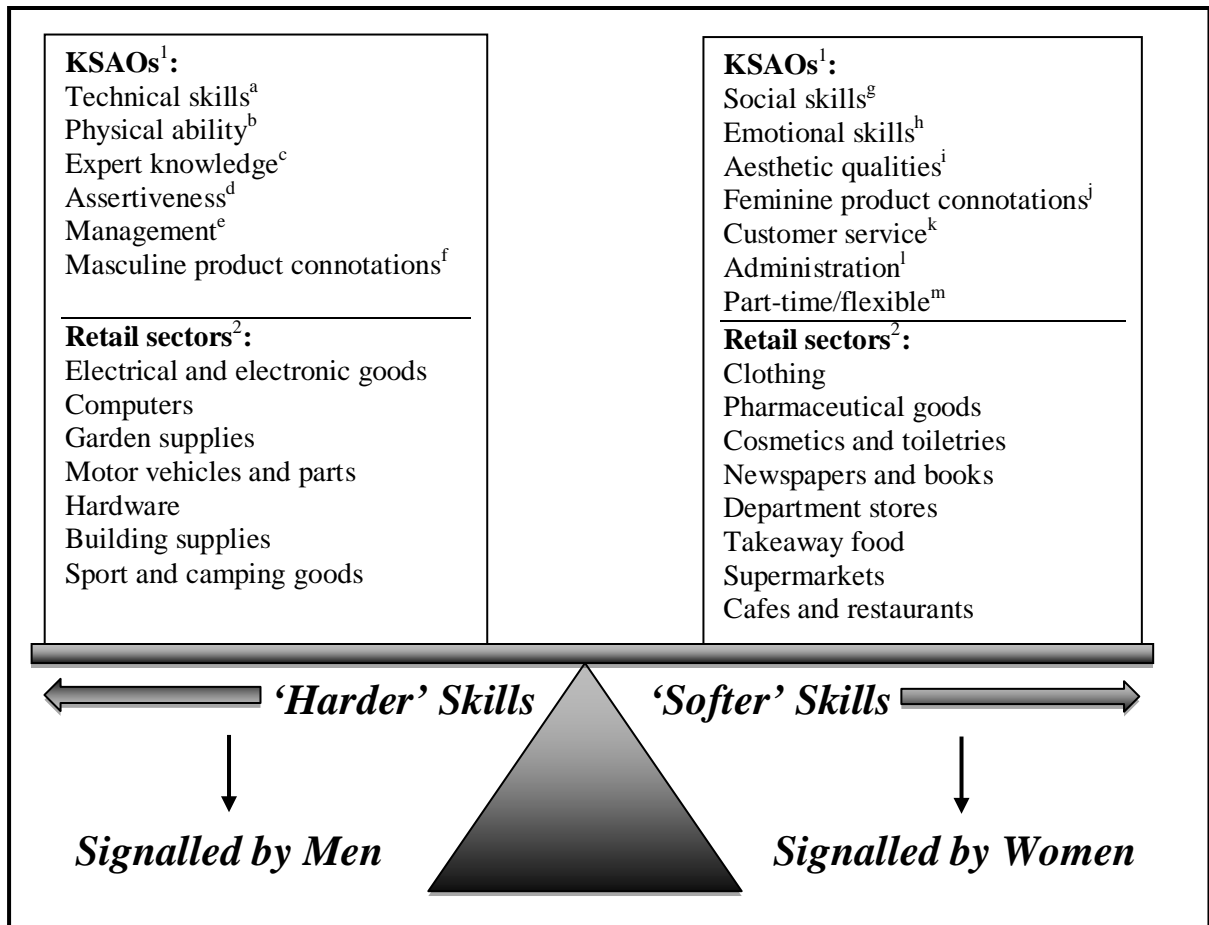 KSAOs¹:
Technical skillsᵃ
Physical abilityᵇ
Expert knowledgeᶜ
Assertivenessᵈ
Managementᵉ
Masculine product connotationsᶠ
Retail sectors²:
Electrical and electronic goods
Computers
Garden supplies
Motor vehicles and parts
Hardware
Building supplies
Sport and camping goods
KSAOs¹:
Social skillsᵍ
Emotional skillsʰ
Aesthetic qualitiesⁱ
Feminine product connotationsʲ
Customer serviceᵏ
Administrationˡ
Part-time/flexibleᵐ
Retail sectors²:
Clothing
Pharmaceutical goods
Cosmetics and toiletries
Newspapers and books
Department stores
Takeaway food
Supermarkets
Cafes and restaurants
‘Harder’ Skills
‘Softer’ Skills
Signalled by Men
Signalled by Women